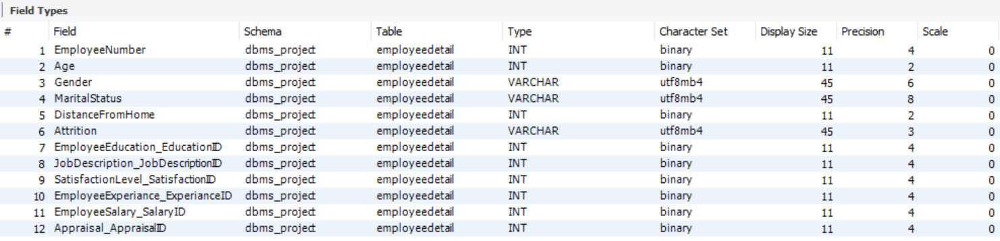 Field Types
# Field Schema Table Type Character Set Display Size Precision Scale
1 EmployeeNumber dbms_project employeedetail INT binary 11 4 0
2 Age dbms_project employeedetail INT binary 11 2 0
3 Gender dbms_project employeedetail VARCHAR utf8mb4 45 6 0
4 MaritalStatus dbms_project employeedetail VARCHAR utf8mb4 45 8 0
5 DistanceFromHome dbms_project employeedetail INT binary 11 2 0
6 Attrition dbms_project employeedetail VARCHAR utf8mb4 45 3 0
7 EmployeeEducation_EducationID dbms_project employeedetail INT binary 11 4 0
8 JobDescription_JobDescriptionID dbms_project employeedetail INT binary 11 4 0
9 SatisfactionLevel_SatisfactionID dbms_project employeedetail INT binary 11 4 0
10 EmployeeExperiance_ExperianceID dbms_project employeedetail INT binary 11 4 0
11 EmployeeSalary_SalaryID dbms_project employeedetail INT binary 11 4 0
12 Appraisal_AppraisalID dbms_project employeedetail INT binary 11 4 0